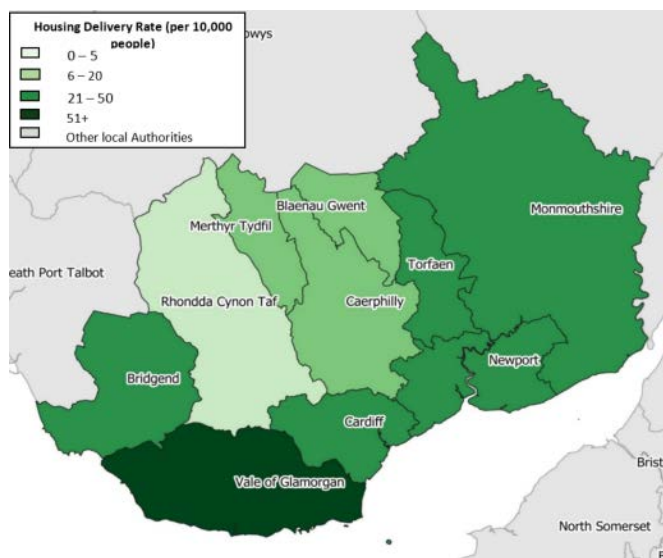 Housing Delivery Rate (per 10,000
people)
0 – 5
6 – 20
21 – 50
51+
Other local Authorities
owys
Blaenau Gwent
Merthyr Tydfil
Monmouthshire
Torfaen
eath Port Talbot
Rhondda Cynon Taf
Caerphilly
Newport
Bridgend
Cardiff
Brist
Vale of Glamorgan
North Somerset